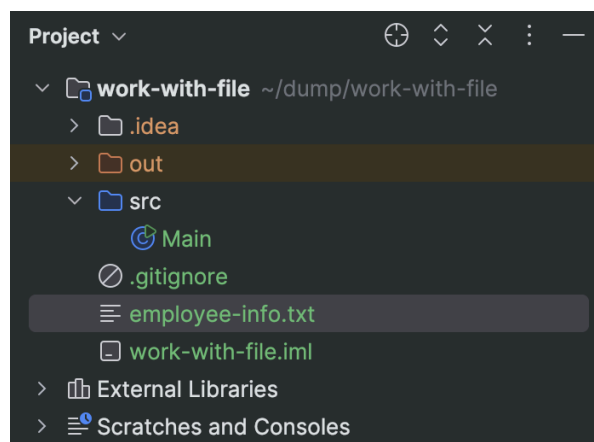 Project
work-with-file ~/dump/work-with-file
.idea
out
src
Main
.gitignore
employee-info.txt
work-with-file.iml
External Libraries
Scratches and Consoles